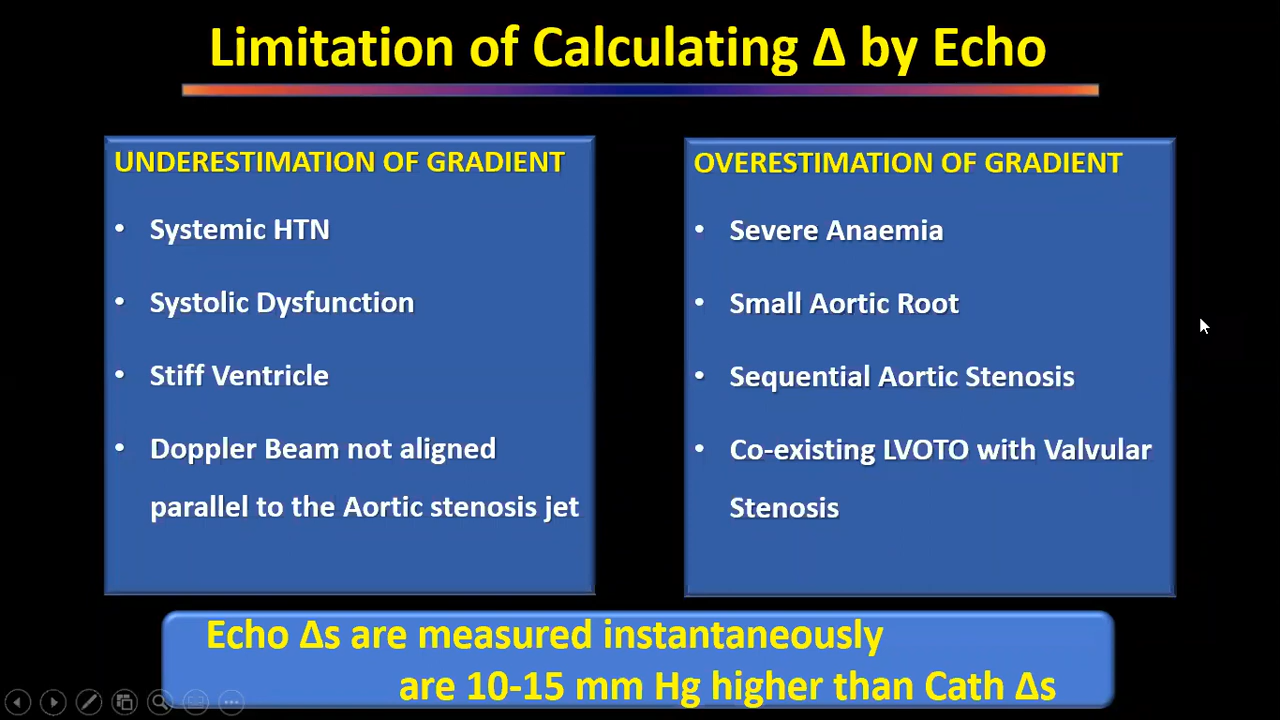 Limitation of Calculating Δ by Echo
UNDERESTIMATION OF GRADIENT
• Systemic HTN
• Systolic Dysfunction
• Stiff Ventricle
• Doppler Beam not aligned
parallel to the Aortic stenosis jet
OVERESTIMATION OF GRADIENT
• Severe Anaemia
• Small Aortic Root
• Sequential Aortic Stenosis
• Co-existing LVOTO with Valvular
Stenosis
Echo Δs are measured instantaneously
are 10-15 mm Hg higher than Cath Δs